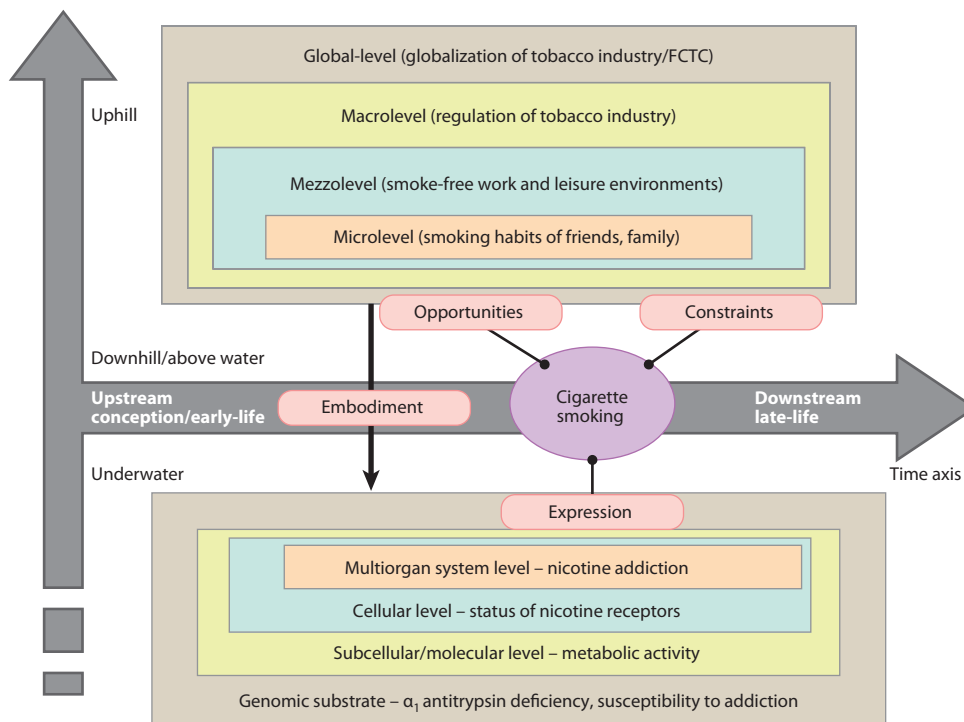 Global-level (globalization of tobacco industry/FCTC)
Uphill
Macrolevel (regulation of tobacco industry)
Mezzolevel (smoke-free work and leisure environments)
Microlevel (smoking habits of friends, family)
Opportunities
Constraints
Downhill/above water
Upstream
conception/early-life
Embodiment
Cigarette
smoking
Downstream
late-life
Underwater
Time axis
Expression
Multiorgan system level – nicotine addiction
Cellular level – status of nicotine receptors
Subcellular/molecular level – metabolic activity
Genomic substrate – α₁ antitrypsin deficiency, susceptibility to addiction